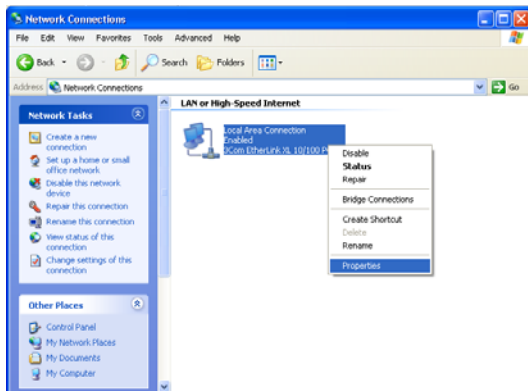 Network Connections
File Edit View Favorites Tools Advanced Help
Back Search Folders
Address Network Connections Go
Network Tasks
Create a new
connection
Set up a home or small
office network
Disable this network
device
Repair this connection
Rename this connection
View status of this
connection
Change settings of this
connection
Other Places
Control Panel
My Network Places
My Documents
My Computer
LAN or High-Speed Internet
Local Area Connection
Enabled
3Com EtherLink XL 10/100 P
Disable
Status
Repair
Bridge Connections
Create Shortcut
Delete
Rename
Properties